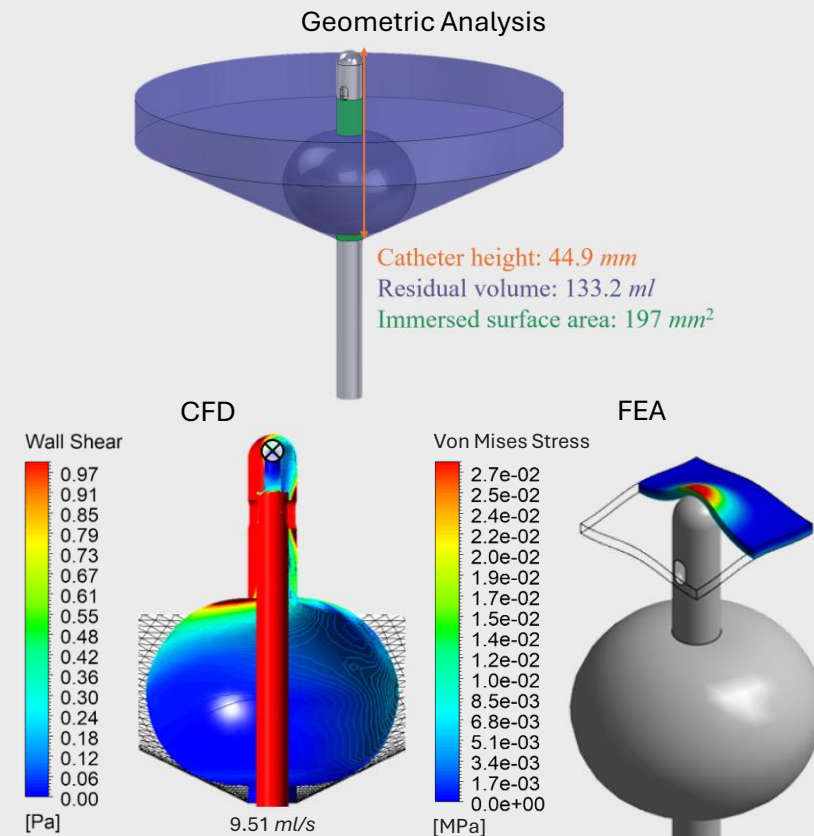 Geometric Analysis
Catheter height: 44.9 mm
Residual volume: 133.2 ml
Immersed surface area: 197 mm²
CFD
Wall Shear
0.97
0.91
0.85
0.79
0.73
0.67
0.61
0.55
0.48
0.42
0.36
0.30
0.24
0.18
0.12
0.06
0.00
[Pa]
9.51 ml/s
FEA
Von Mises Stress
2.7e-02
2.5e-02
2.4e-02
2.2e-02
2.0e-02
1.9e-02
1.7e-02
1.5e-02
1.4e-02
1.2e-02
1.0e-02
8.5e-03
6.8e-03
5.1e-03
3.4e-03
1.7e-03
0.0e+00
[MPa]